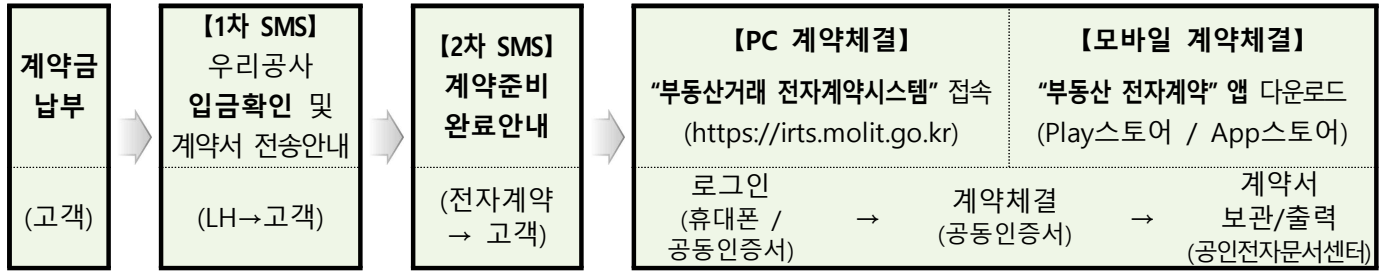 계약금
납부
(고객)
【1차 SMS】
우리공사
입금확인 및
계약서 전송안내
(LH→고객)
【2차 SMS】
계약준비
완료안내
(전자계약
→ 고객)
【PC 계약체결】
“부동산거래 전자계약시스템” 접속
(https://irts.molit.go.kr)
【모바일 계약체결】
“부동산 전자계약” 앱 다운로드
(Play스토어 / App스토어)
로그인
(휴대폰 /
공동인증서)
→
계약체결
(공동인증서)
→
계약서
보관/출력
(공인전자문서센터)